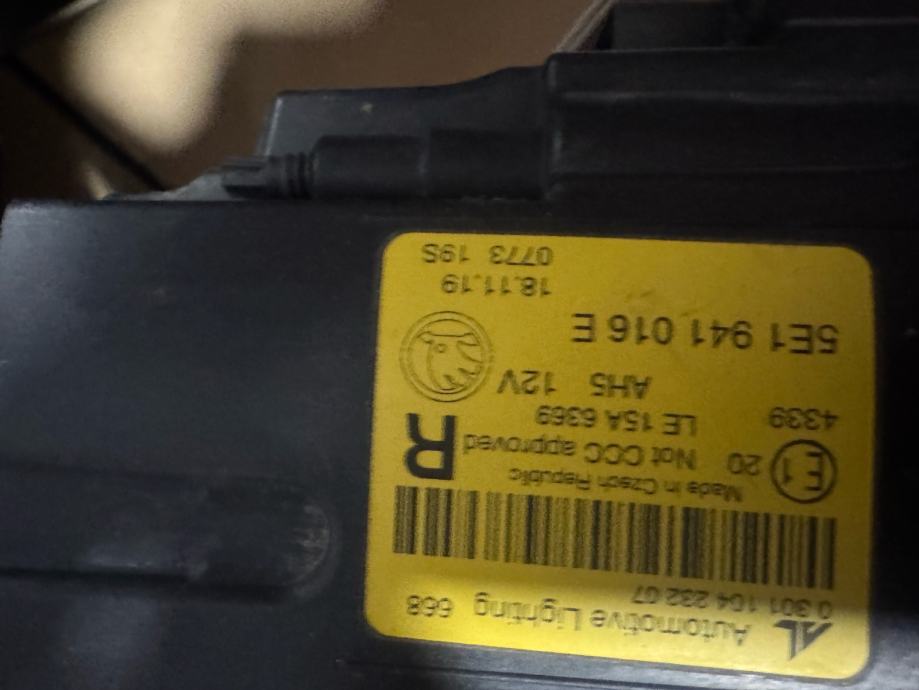 AL Automotive Lighting 668
0 301 104 232 07
Made in Czech Republic
E1 20 Not CCC approved R
4339 LE 15A 6369
AH5 12V
5E1 941 016 E
18.11.19
0773 19S